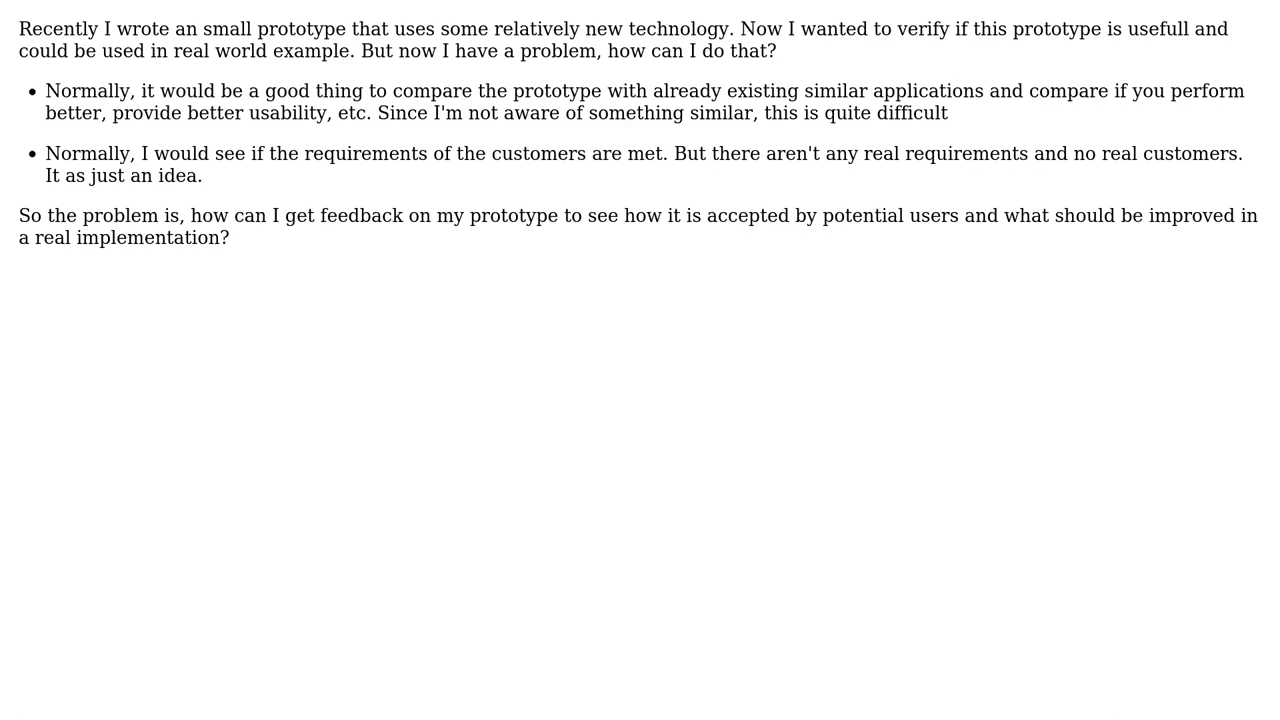 Recently I wrote an small prototype that uses some relatively new technology. Now I wanted to verify if this prototype is usefull and
could be used in real world example. But now I have a problem, how can I do that?
• Normally, it would be a good thing to compare the prototype with already existing similar applications and compare if you perform
better, provide better usability, etc. Since I'm not aware of something similar, this is quite difficult
• Normally, I would see if the requirements of the customers are met. But there aren't any real requirements and no real customers.
It as just an idea.
So the problem is, how can I get feedback on my prototype to see how it is accepted by potential users and what should be improved in
a real implementation?